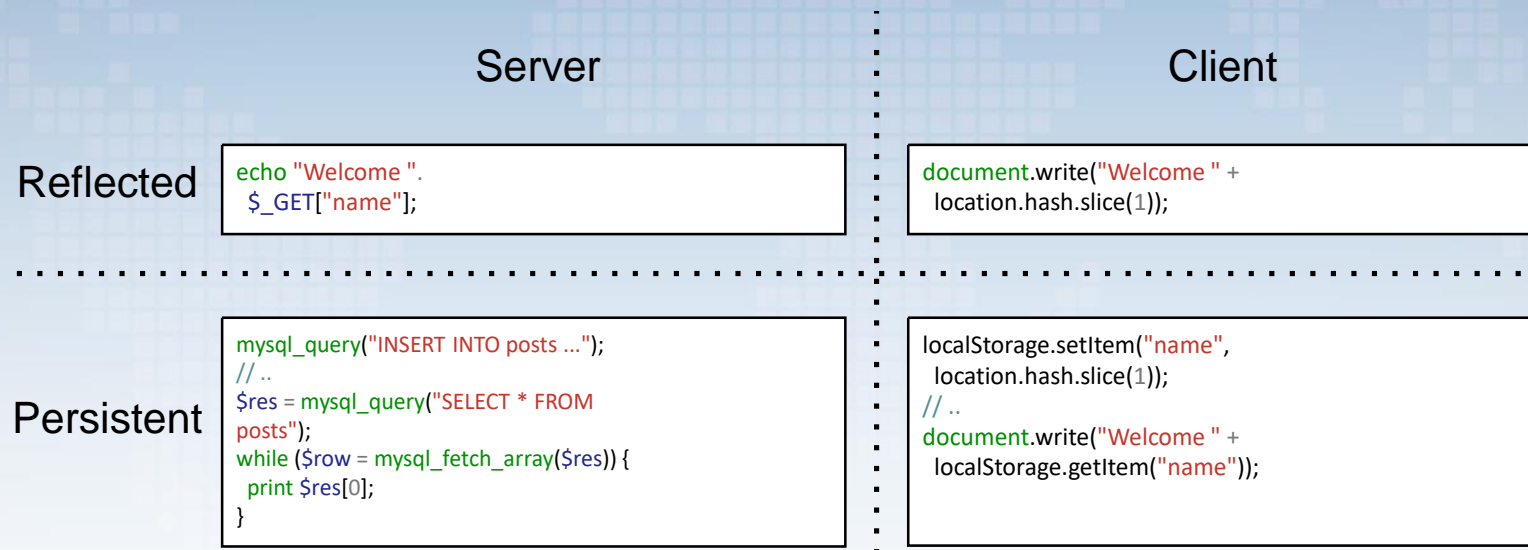 Server
Client
Reflected
echo "Welcome ".
$_GET["name"];
document.write("Welcome " +
location.hash.slice(1));
Persistent
mysql_query("INSERT INTO posts ...");
// ..
$res = mysql_query("SELECT * FROM
posts");
while ($row = mysql_fetch_array($res)) {
print $res[0];
}
localStorage.setItem("name",
location.hash.slice(1));
// ..
document.write("Welcome " +
localStorage.getItem("name"));